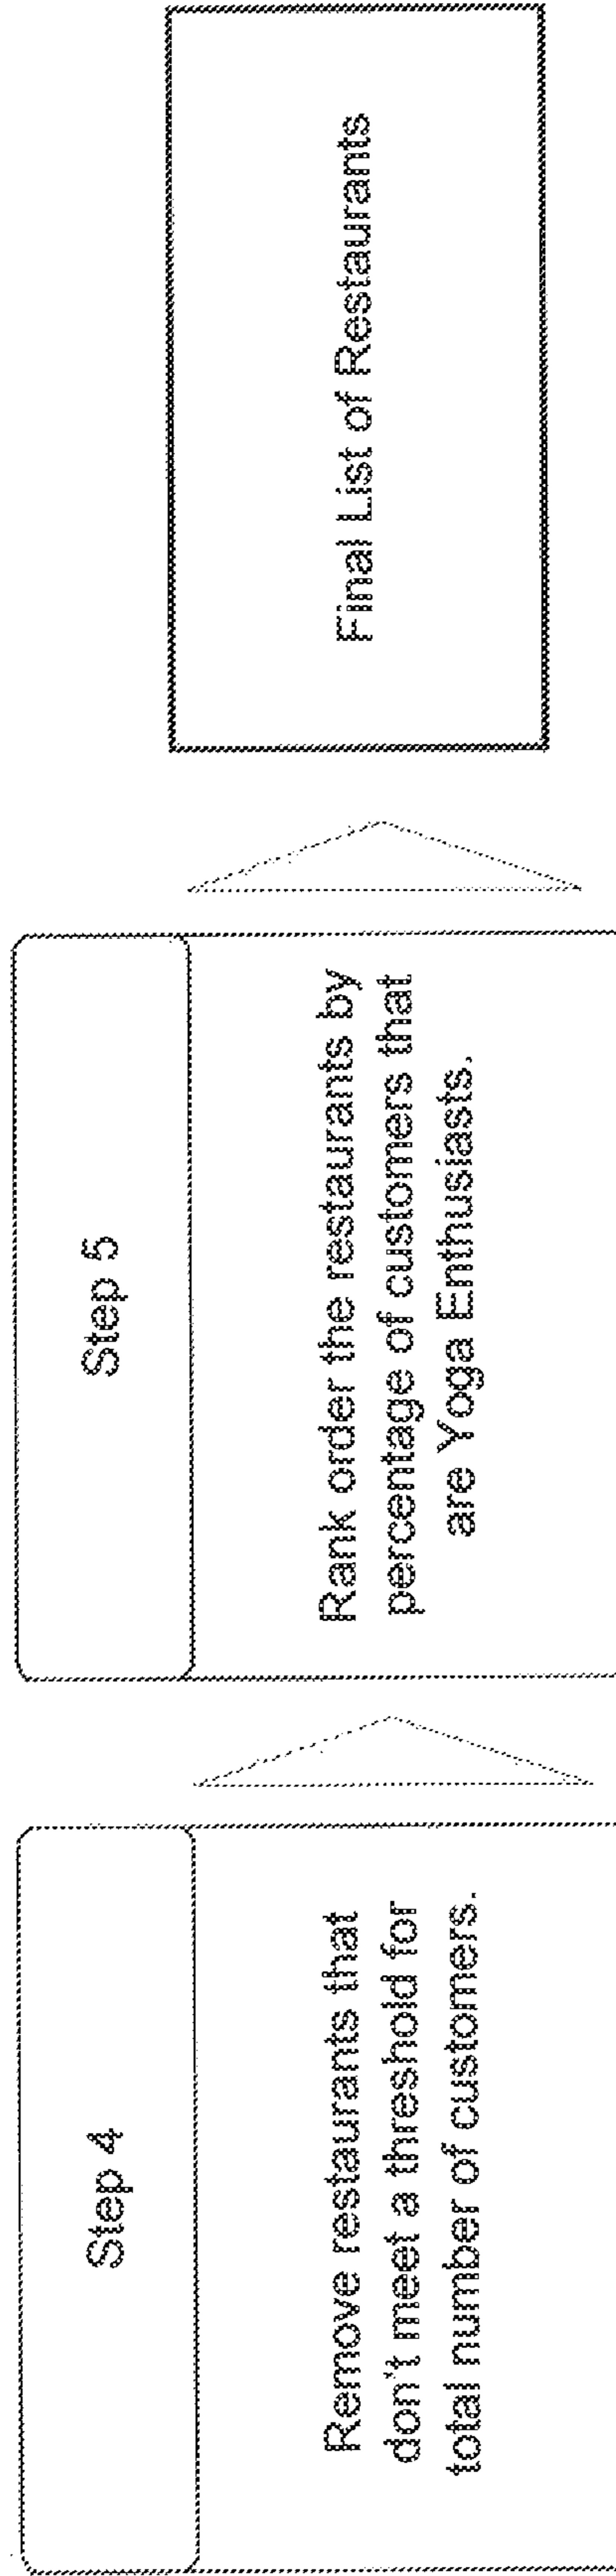 Step 4
Remove restaurants that
don't meet a threshold for
total number of customers.
Step 5
Rank order the restaurants by
percentage of customers that
are Yoga Enthusiasts.
Final List of Restaurants